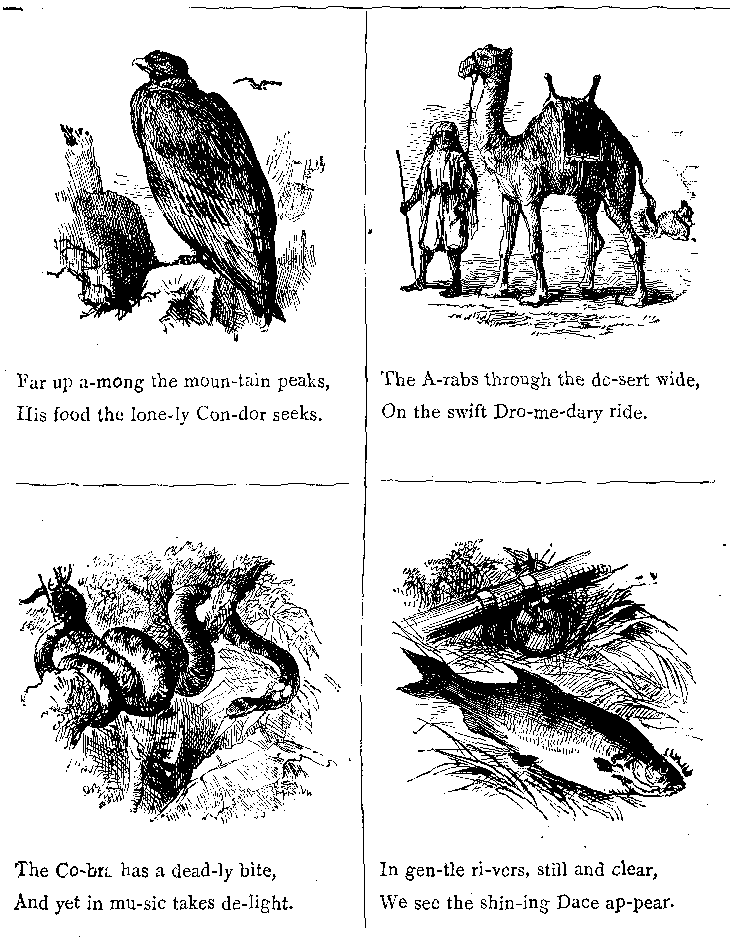 Far up a-mong the moun-tain peaks,
His food the lone-ly Con-dor seeks.
The A-rabs through the de-sert wide,
On the swift Dro-me-dary ride.
The Co-bra has a dead-ly bite,
And yet in mu-sic takes de-light.
In gen-tle ri-vers, still and clear,
We see the shin-ing Dace ap-pear.